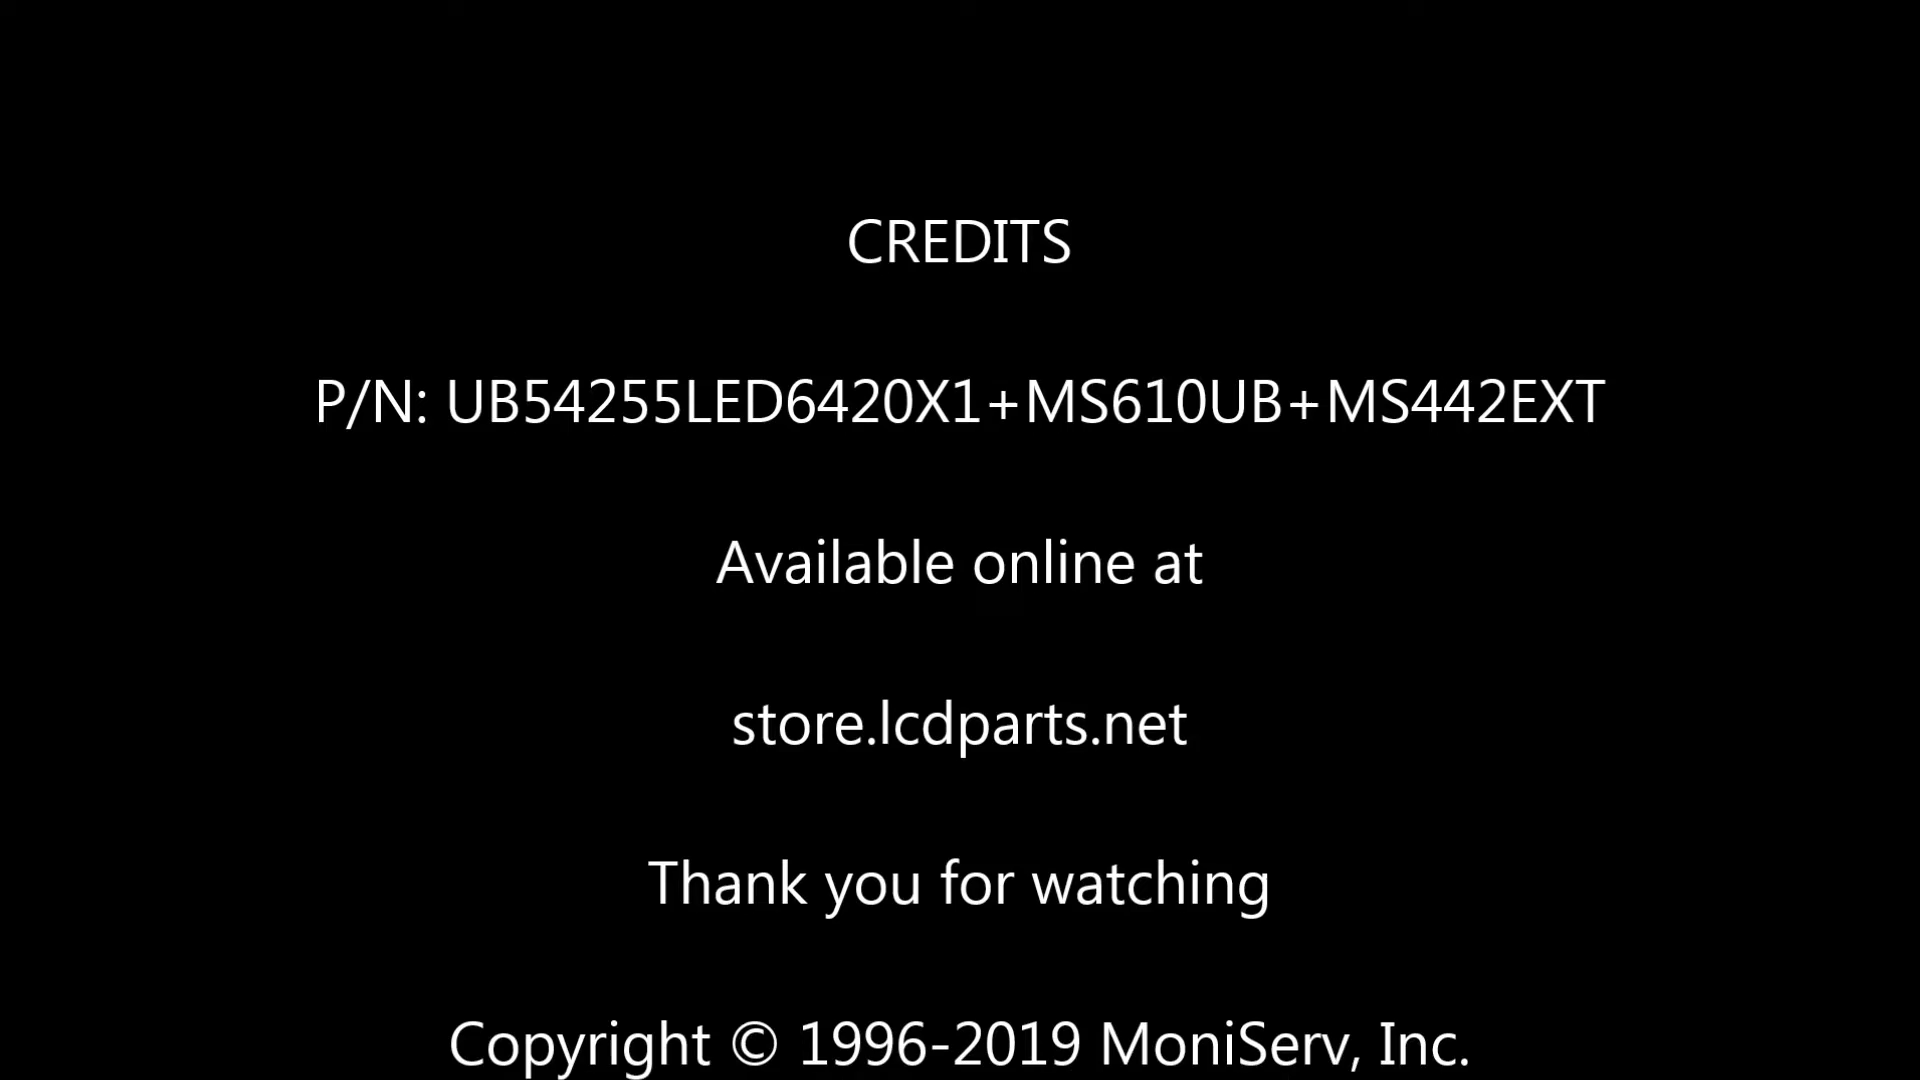 CREDITS
P/N: UB54255LED6420X1+MS610UB+MS442EXT
Available online at
store.lcdparts.net
Thank you for watching
Copyright © 1996-2019 MoniServ, Inc.